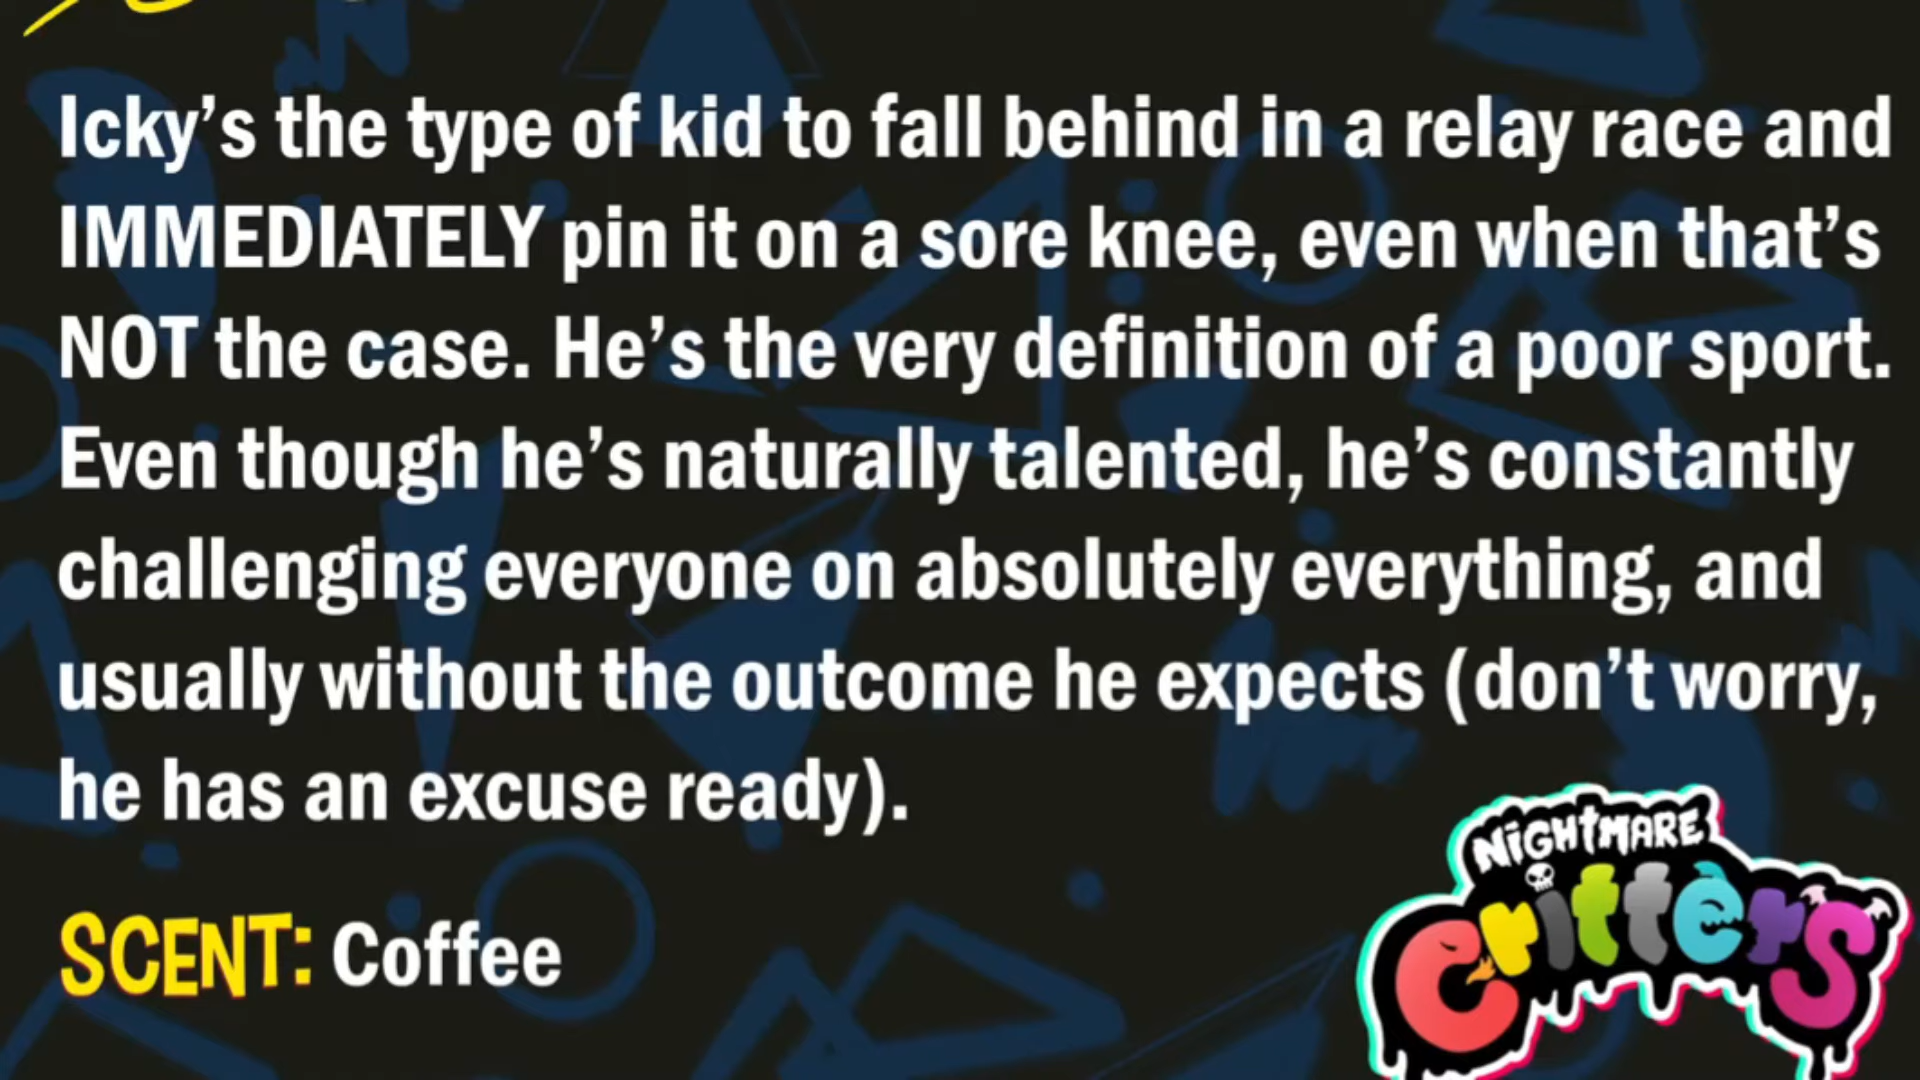 Icky’s the type of kid to fall behind in a relay race and
IMMEDIATELY pin it on a sore knee, even when that’s
NOT the case. He’s the very definition of a poor sport.
Even though he’s naturally talented, he’s constantly
challenging everyone on absolutely everything, and
usually without the outcome he expects (don’t worry,
he has an excuse ready).
SCENT: Coffee
NIGHTMARE
CRITTERS